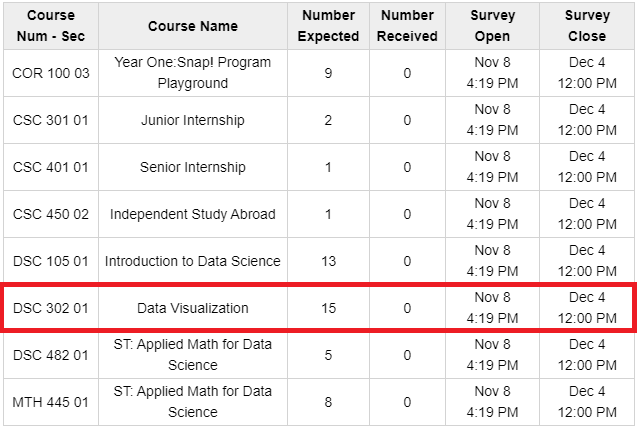 Course Num - Sec Course Name Number Expected Number Received Survey Open Survey Close
COR 100 03 Year One:Snap! Program Playground 9 0 Nov 8 4:19 PM Dec 4 12:00 PM
CSC 301 01 Junior Internship 2 0 Nov 8 4:19 PM Dec 4 12:00 PM
CSC 401 01 Senior Internship 1 0 Nov 8 4:19 PM Dec 4 12:00 PM
CSC 450 02 Independent Study Abroad 1 0 Nov 8 4:19 PM Dec 4 12:00 PM
DSC 105 01 Introduction to Data Science 13 0 Nov 8 4:19 PM Dec 4 12:00 PM
DSC 302 01 Data Visualization 15 0 Nov 8 4:19 PM Dec 4 12:00 PM
DSC 482 01 ST: Applied Math for Data Science 5 0 Nov 8 4:19 PM Dec 4 12:00 PM
MTH 445 01 ST: Applied Math for Data Science 8 0 Nov 8 4:19 PM Dec 4 12:00 PM